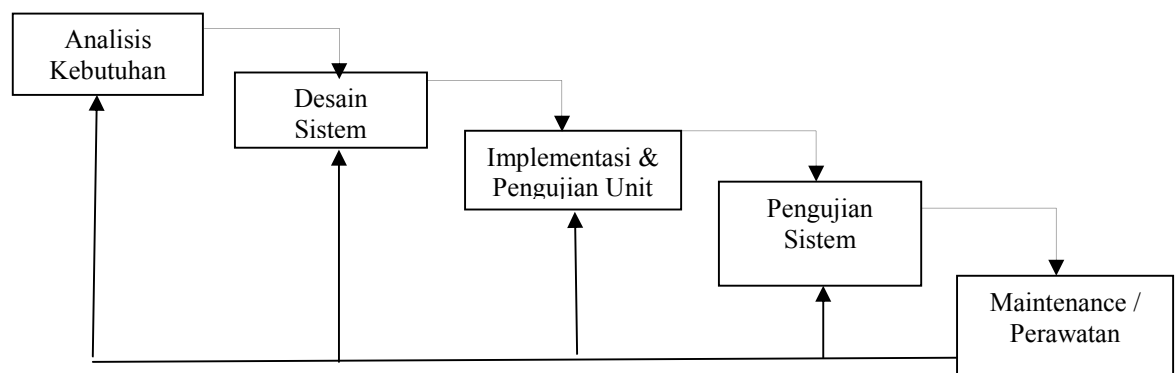 Analisis
Kebutuhan
Desain
Sistem
Implementasi &
Pengujian Unit
Pengujian
Sistem
Maintenance /
Perawatan